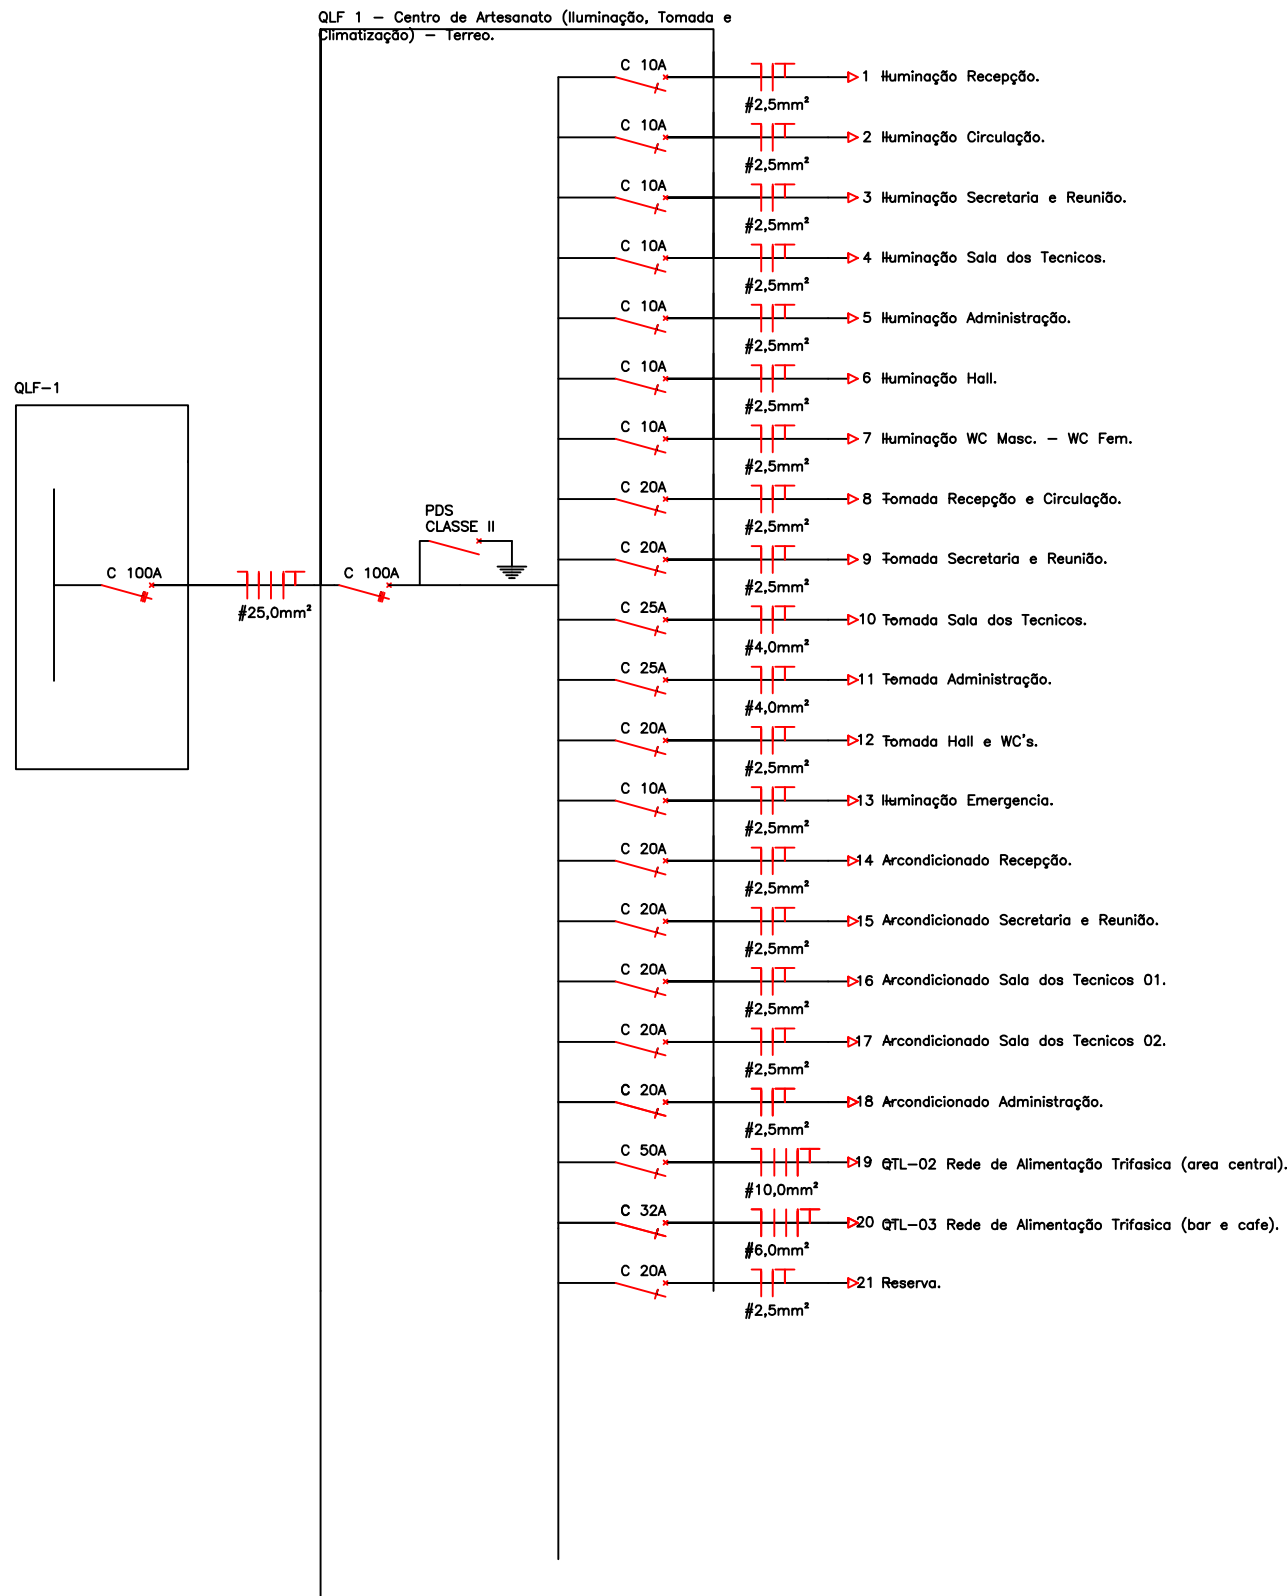 QLF 1 – Centro de Artesanato (Iluminação, Tomada e
Climatização) – Terreo.
C 10A
1 Iluminação Recepção.
#2,5mm²
C 10A
2 Iluminação Circulação.
#2,5mm²
C 10A
3 Iluminação Secretaria e Reunião.
#2,5mm²
C 10A
4 Iluminação Sala dos Tecnicos.
#2,5mm²
C 10A
5 Iluminação Administração.
#2,5mm²
C 10A
6 Iluminação Hall.
#2,5mm²
QLF–1
C 10A
7 Iluminação WC Masc. – WC Fem.
#2,5mm²
C 20A
8 Tomada Recepção e Circulação.
#2,5mm²
PDS
CLASSE II
C 20A
9 Tomada Secretaria e Reunião.
#2,5mm²
C 100A
#25,0mm²
C 100A
C 25A
10 Tomada Sala dos Tecnicos.
#4,0mm²
C 25A
11 Tomada Administração.
#4,0mm²
C 20A
12 Tomada Hall e WC's.
#2,5mm²
C 10A
13 Iluminação Emergencia.
#2,5mm²
C 20A
14 Arcondicionado Recepção.
#2,5mm²
C 20A
15 Arcondicionado Secretaria e Reunião.
#2,5mm²
C 20A
16 Arcondicionado Sala dos Tecnicos 01.
#2,5mm²
C 20A
17 Arcondicionado Sala dos Tecnicos 02.
#2,5mm²
C 20A
18 Arcondicionado Administração.
#2,5mm²
C 50A
19 QTL–02 Rede de Alimentação Trifasica (area central).
#10,0mm²
C 32A
20 QTL–03 Rede de Alimentação Trifasica (bar e cafe).
#6,0mm²
C 20A
21 Reserva.
#2,5mm²